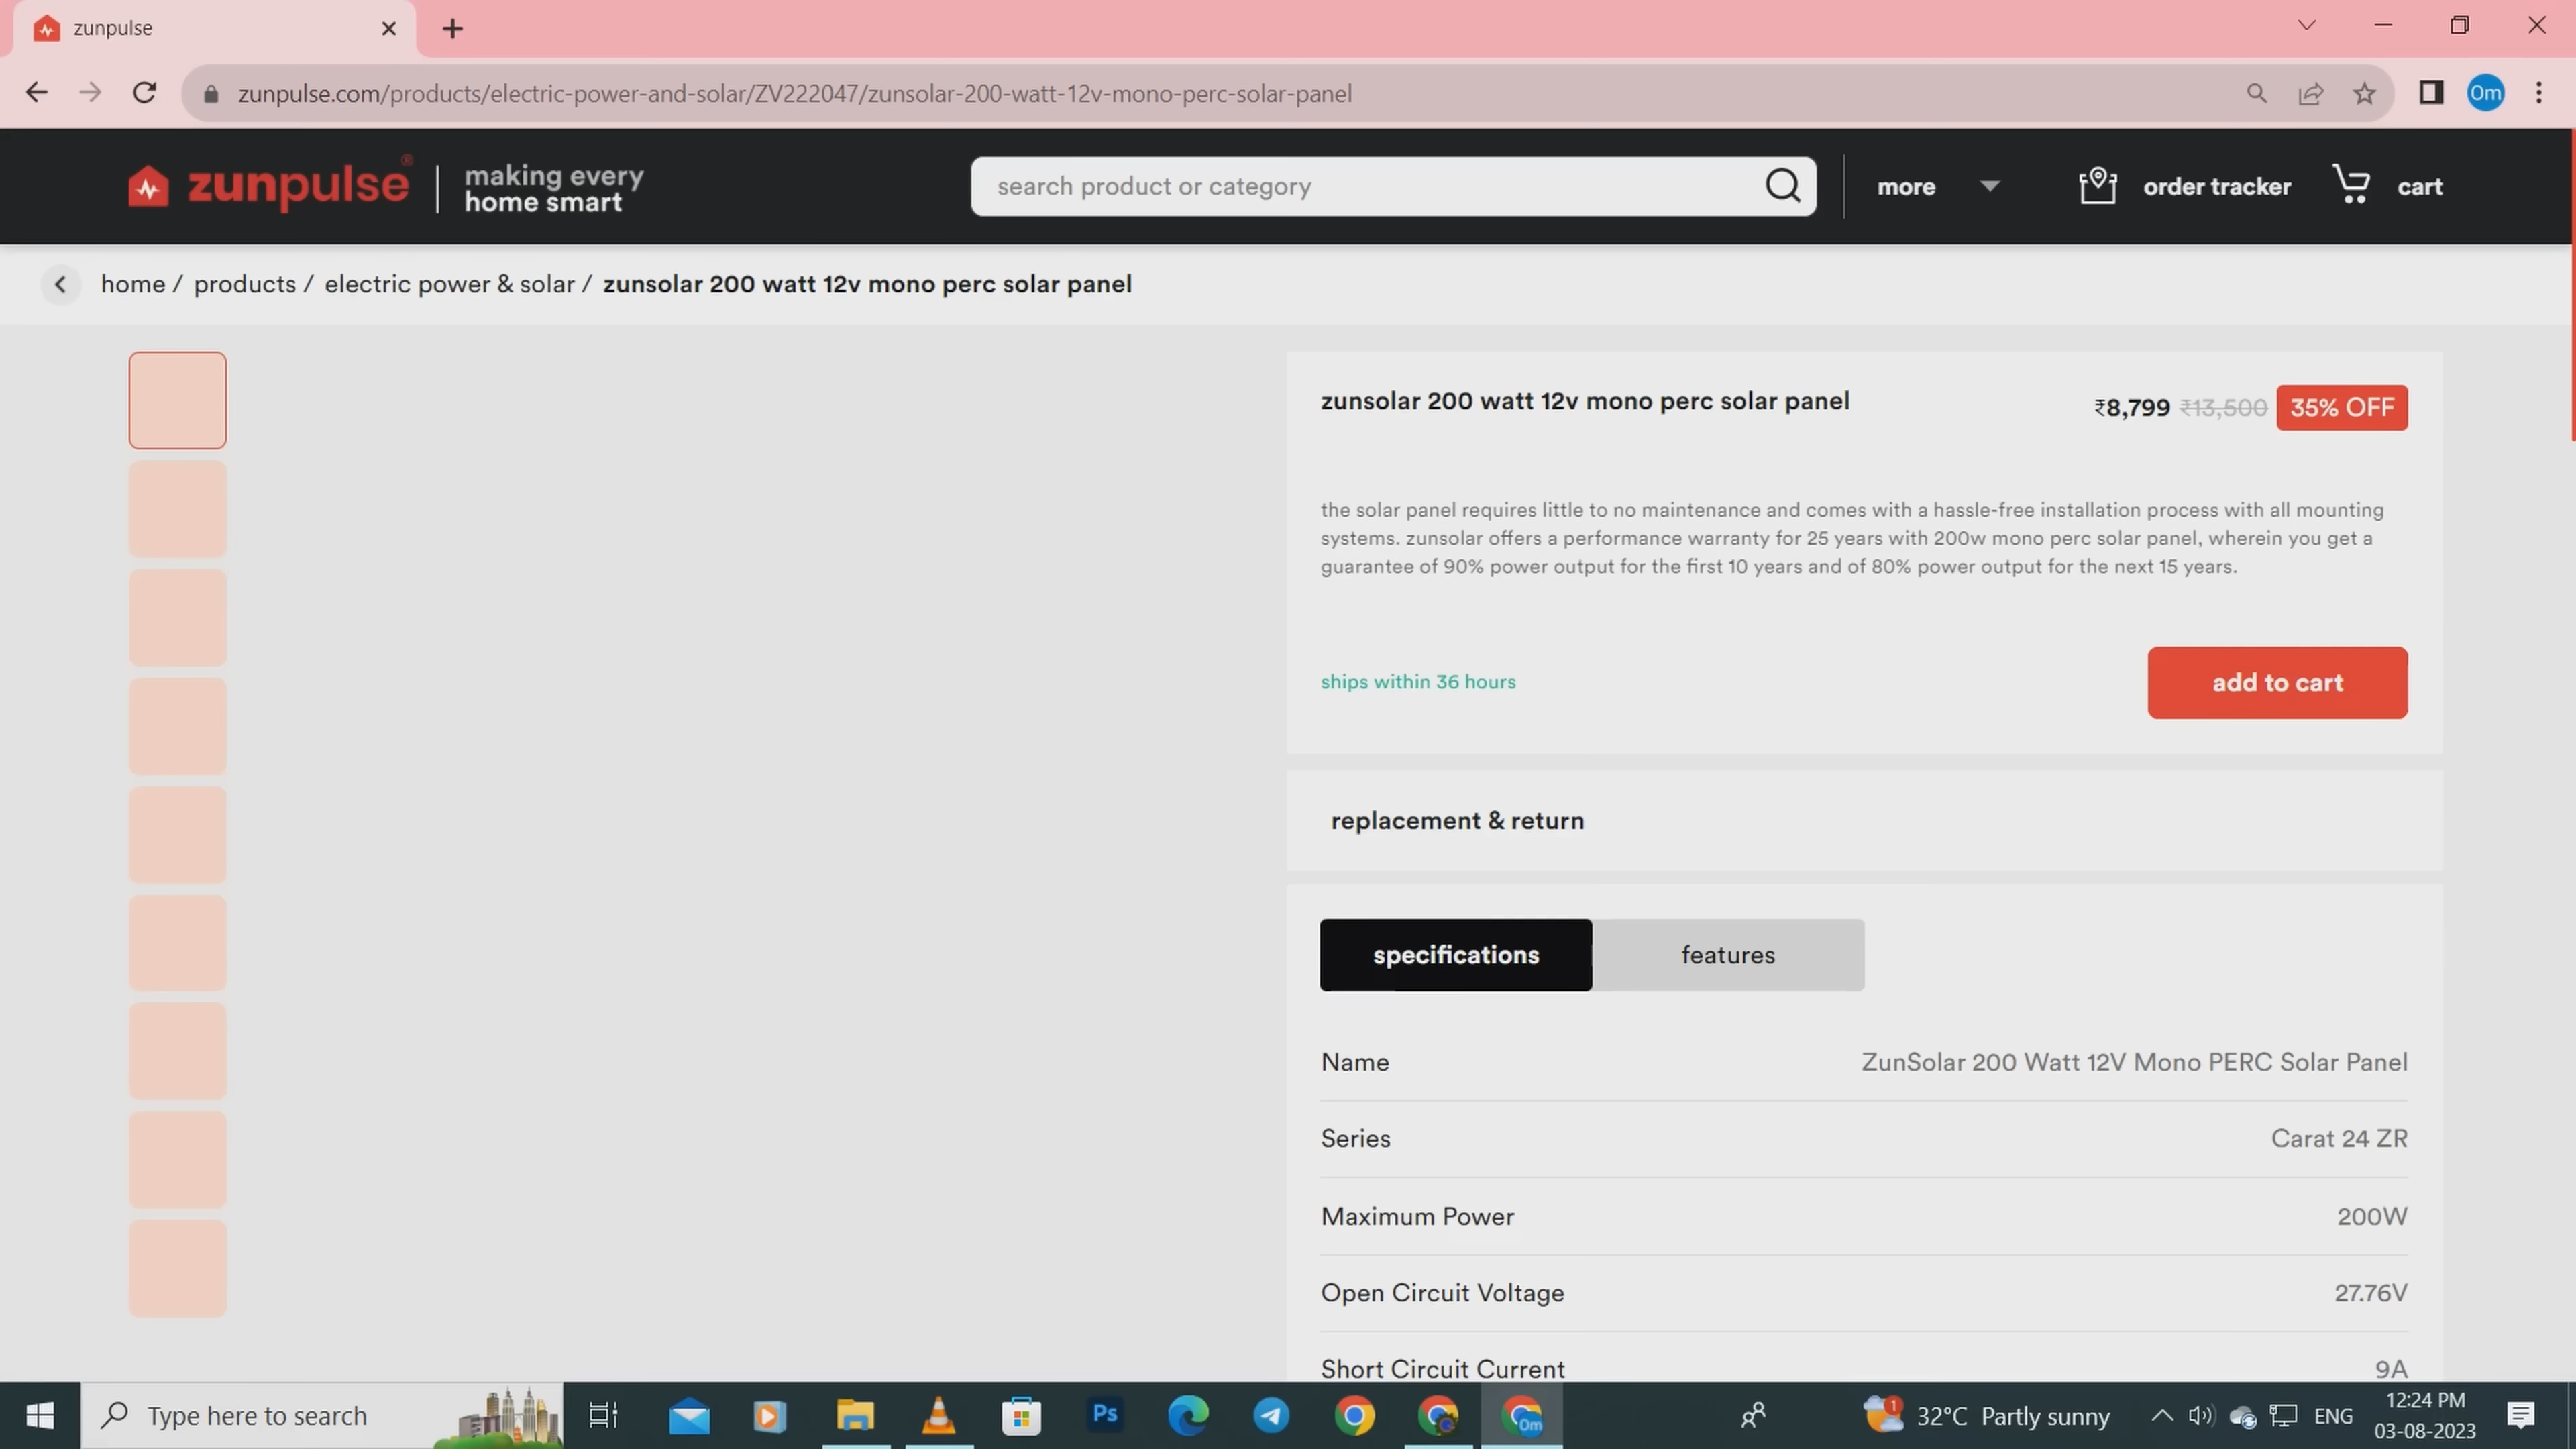 zunpulse
zunpulse.com/products/electric-power-and-solar/ZV222047/zunsolar-200-watt-12v-mono-perc-solar-panel
Om
zunpulse®
making every
home smart
search product or category
more
order tracker
cart
home / products / electric power & solar / zunsolar 200 watt 12v mono perc solar panel
zunsolar 200 watt 12v mono perc solar panel
₹8,799 ₹13,500 35% OFF
the solar panel requires little to no maintenance and comes with a hassle-free installation process with all mounting
systems. zunsolar offers a performance warranty for 25 years with 200w mono perc solar panel, wherein you get a
guarantee of 90% power output for the first 10 years and of 80% power output for the next 15 years.
ships within 36 hours
add to cart
replacement & return
specifications
features
Name ZunSolar 200 Watt 12V Mono PERC Solar Panel
Series Carat 24 ZR
Maximum Power 200W
Open Circuit Voltage 27.76V
Short Circuit Current 9A
Type here to search
Ps
Om
1
32°C Partly sunny
ENG
12:24 PM
03-08-2023